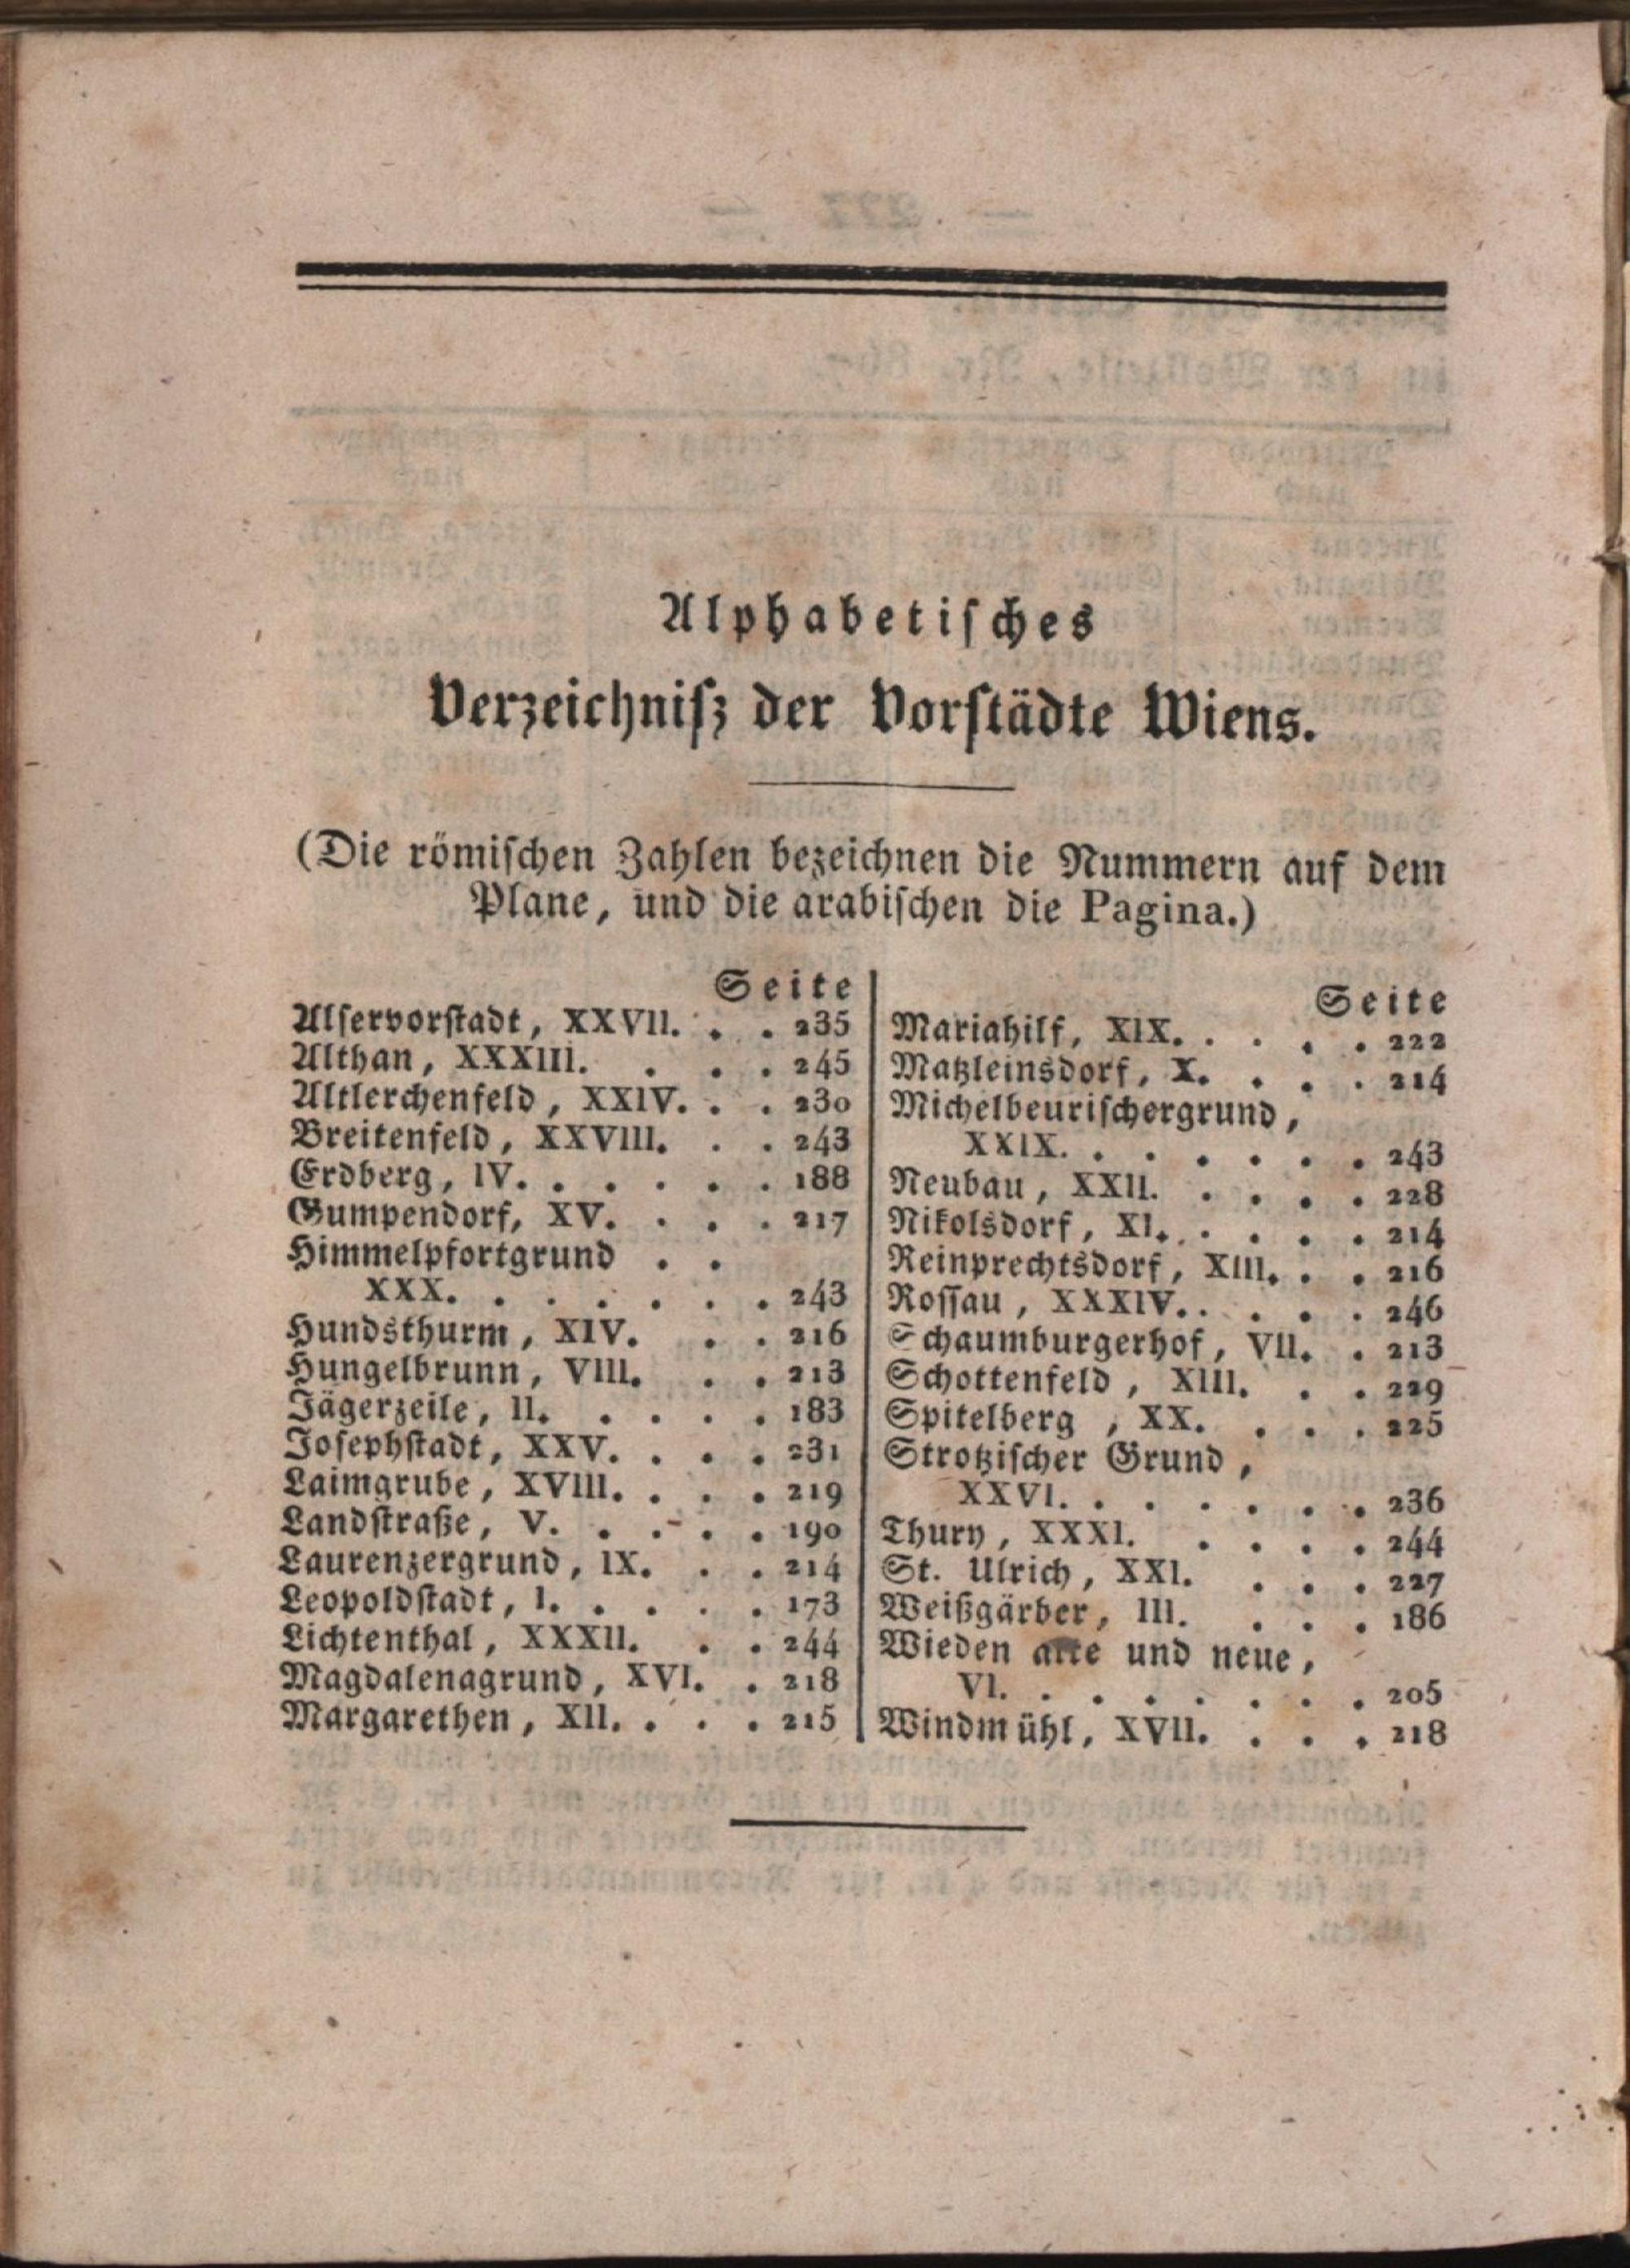 Alphabetisches
Verzeichniß der Vorstädte Wiens.
(Die römischen Zahlen bezeichnen die Nummern auf dem
Plane, und die arabischen die Pagina.)
Seite
Alservorstadt, XXVII. . . 235
Althan, XXXIII. . . . 245
Altlerchenfeld, XXIV. . . 230
Breitenfeld, XXVIII. . . 243
Erdberg, IV. . . . . . 188
Gumpendorf, XV. . . . 217
Himmelpfortgrund . .
XXX. . . . . . . 243
Hundsthurm, XIV. . . 216
Hungelbrunn, VIII. . . 213
Jägerzeile, II. . . . . 183
Josephstadt, XXV. . . . 231
Laimgrube, XVIII. . . . 219
Landstraße, V. . . . . 190
Laurenzergrund, IX. . . 214
Leopoldstadt, I. . . . . 173
Lichtenthal, XXXII. . . 244
Magdalenagrund, XVI. . 218
Margarethen, XII. . . . 215
Seite
Mariahilf, XIX. . . . . 222
Matzleinsdorf, X. . . . 214
Michelbeurischergrund,
XXIX. . . . . . . 243
Neubau, XXII. . . . . 228
Nikolsdorf, XI. . . . . 214
Reinprechtsdorf, XIII. . . 216
Rossau, XXXIV. . . . . 246
Schaumburgerhof, VII. . 213
Schottenfeld, XIII. . . 229
Spitelberg, XX. . . . 225
Strotzischer Grund,
XXVI. . . . . . . 236
Thury, XXXI. . . . . 244
St. Ulrich, XXI. . . . 227
Weißgärber, III. . . . 186
Wieden alte und neue,
VI. . . . . . . . 205
Windmühl, XVII. . . . 218